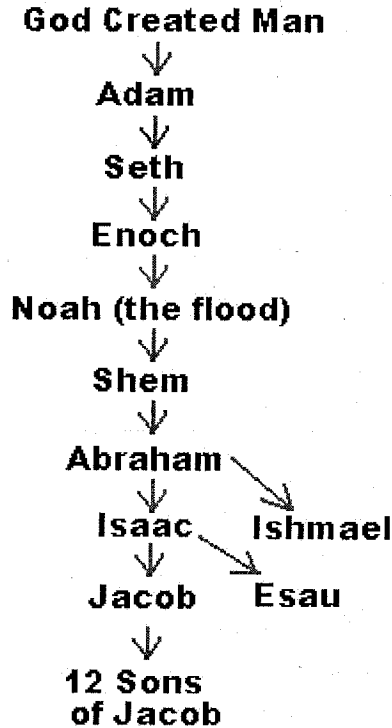 God Created Man
Adam
Seth
Enoch
Noah (the flood)
Shem
Abraham
Isaac Ishmael
Jacob Esau
12 Sons
of Jacob